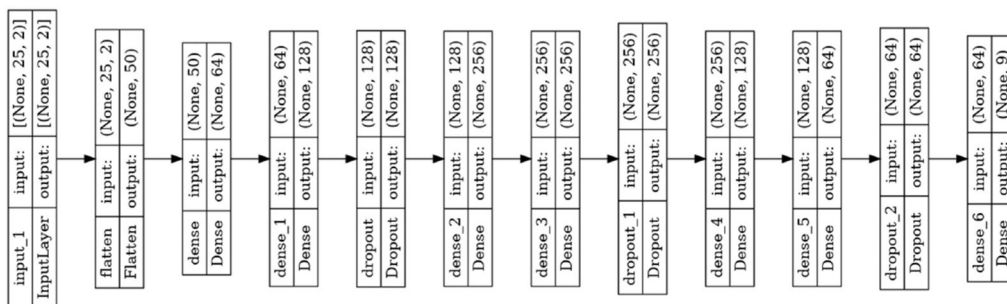 input_1 input: [(None, 25, 2)]
InputLayer output: [(None, 25, 2)]
flatten input: (None, 25, 2)
Flatten output: (None, 50)
dense input: (None, 50)
Dense output: (None, 64)
dense_1 input: (None, 64)
Dense output: (None, 128)
dropout input: (None, 128)
Dropout output: (None, 128)
dense_2 input: (None, 128)
Dense output: (None, 256)
dense_3 input: (None, 256)
Dense output: (None, 256)
dropout_1 input: (None, 256)
Dropout output: (None, 256)
dense_4 input: (None, 256)
Dense output: (None, 128)
dense_5 input: (None, 128)
Dense output: (None, 64)
dropout_2 input: (None, 64)
Dropout output: (None, 64)
dense_6 input: (None, 64)
Dense output: (None, 9)